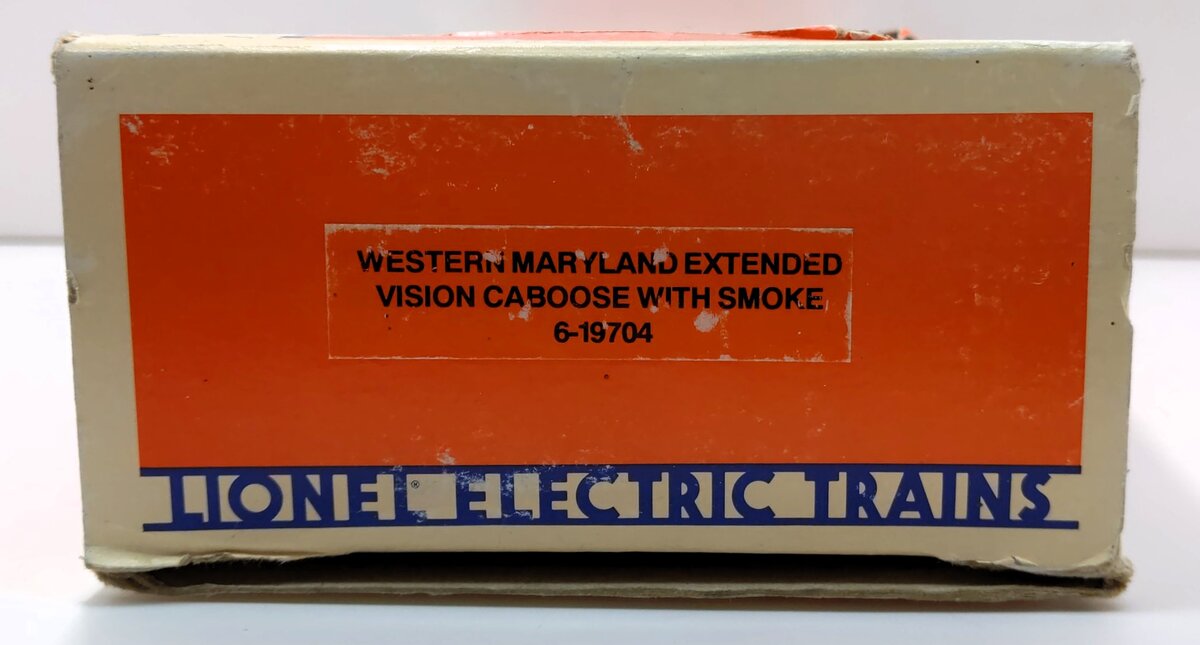 WESTERN MARYLAND EXTENDED
VISION CABOOSE WITH SMOKE
6-19704
LIONEL® ELECTRIC TRAINS